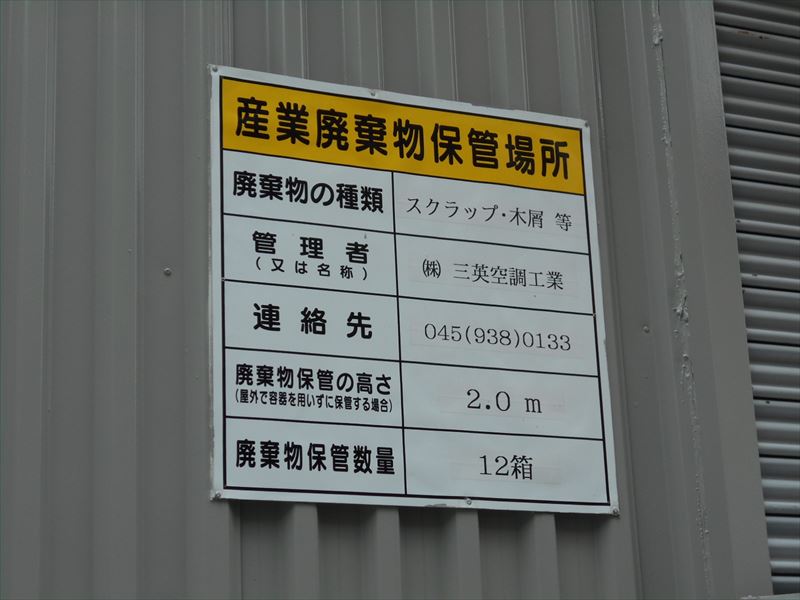 産業廃棄物保管場所
廃棄物の種類 スクラップ・木屑 等
管理者 ㈱ 三英空調工業
(又は名称)
連絡先 045(938)0133
廃棄物保管の高さ 2.0 m
(屋外で容器を用いずに保管する場合)
廃棄物保管数量 12箱